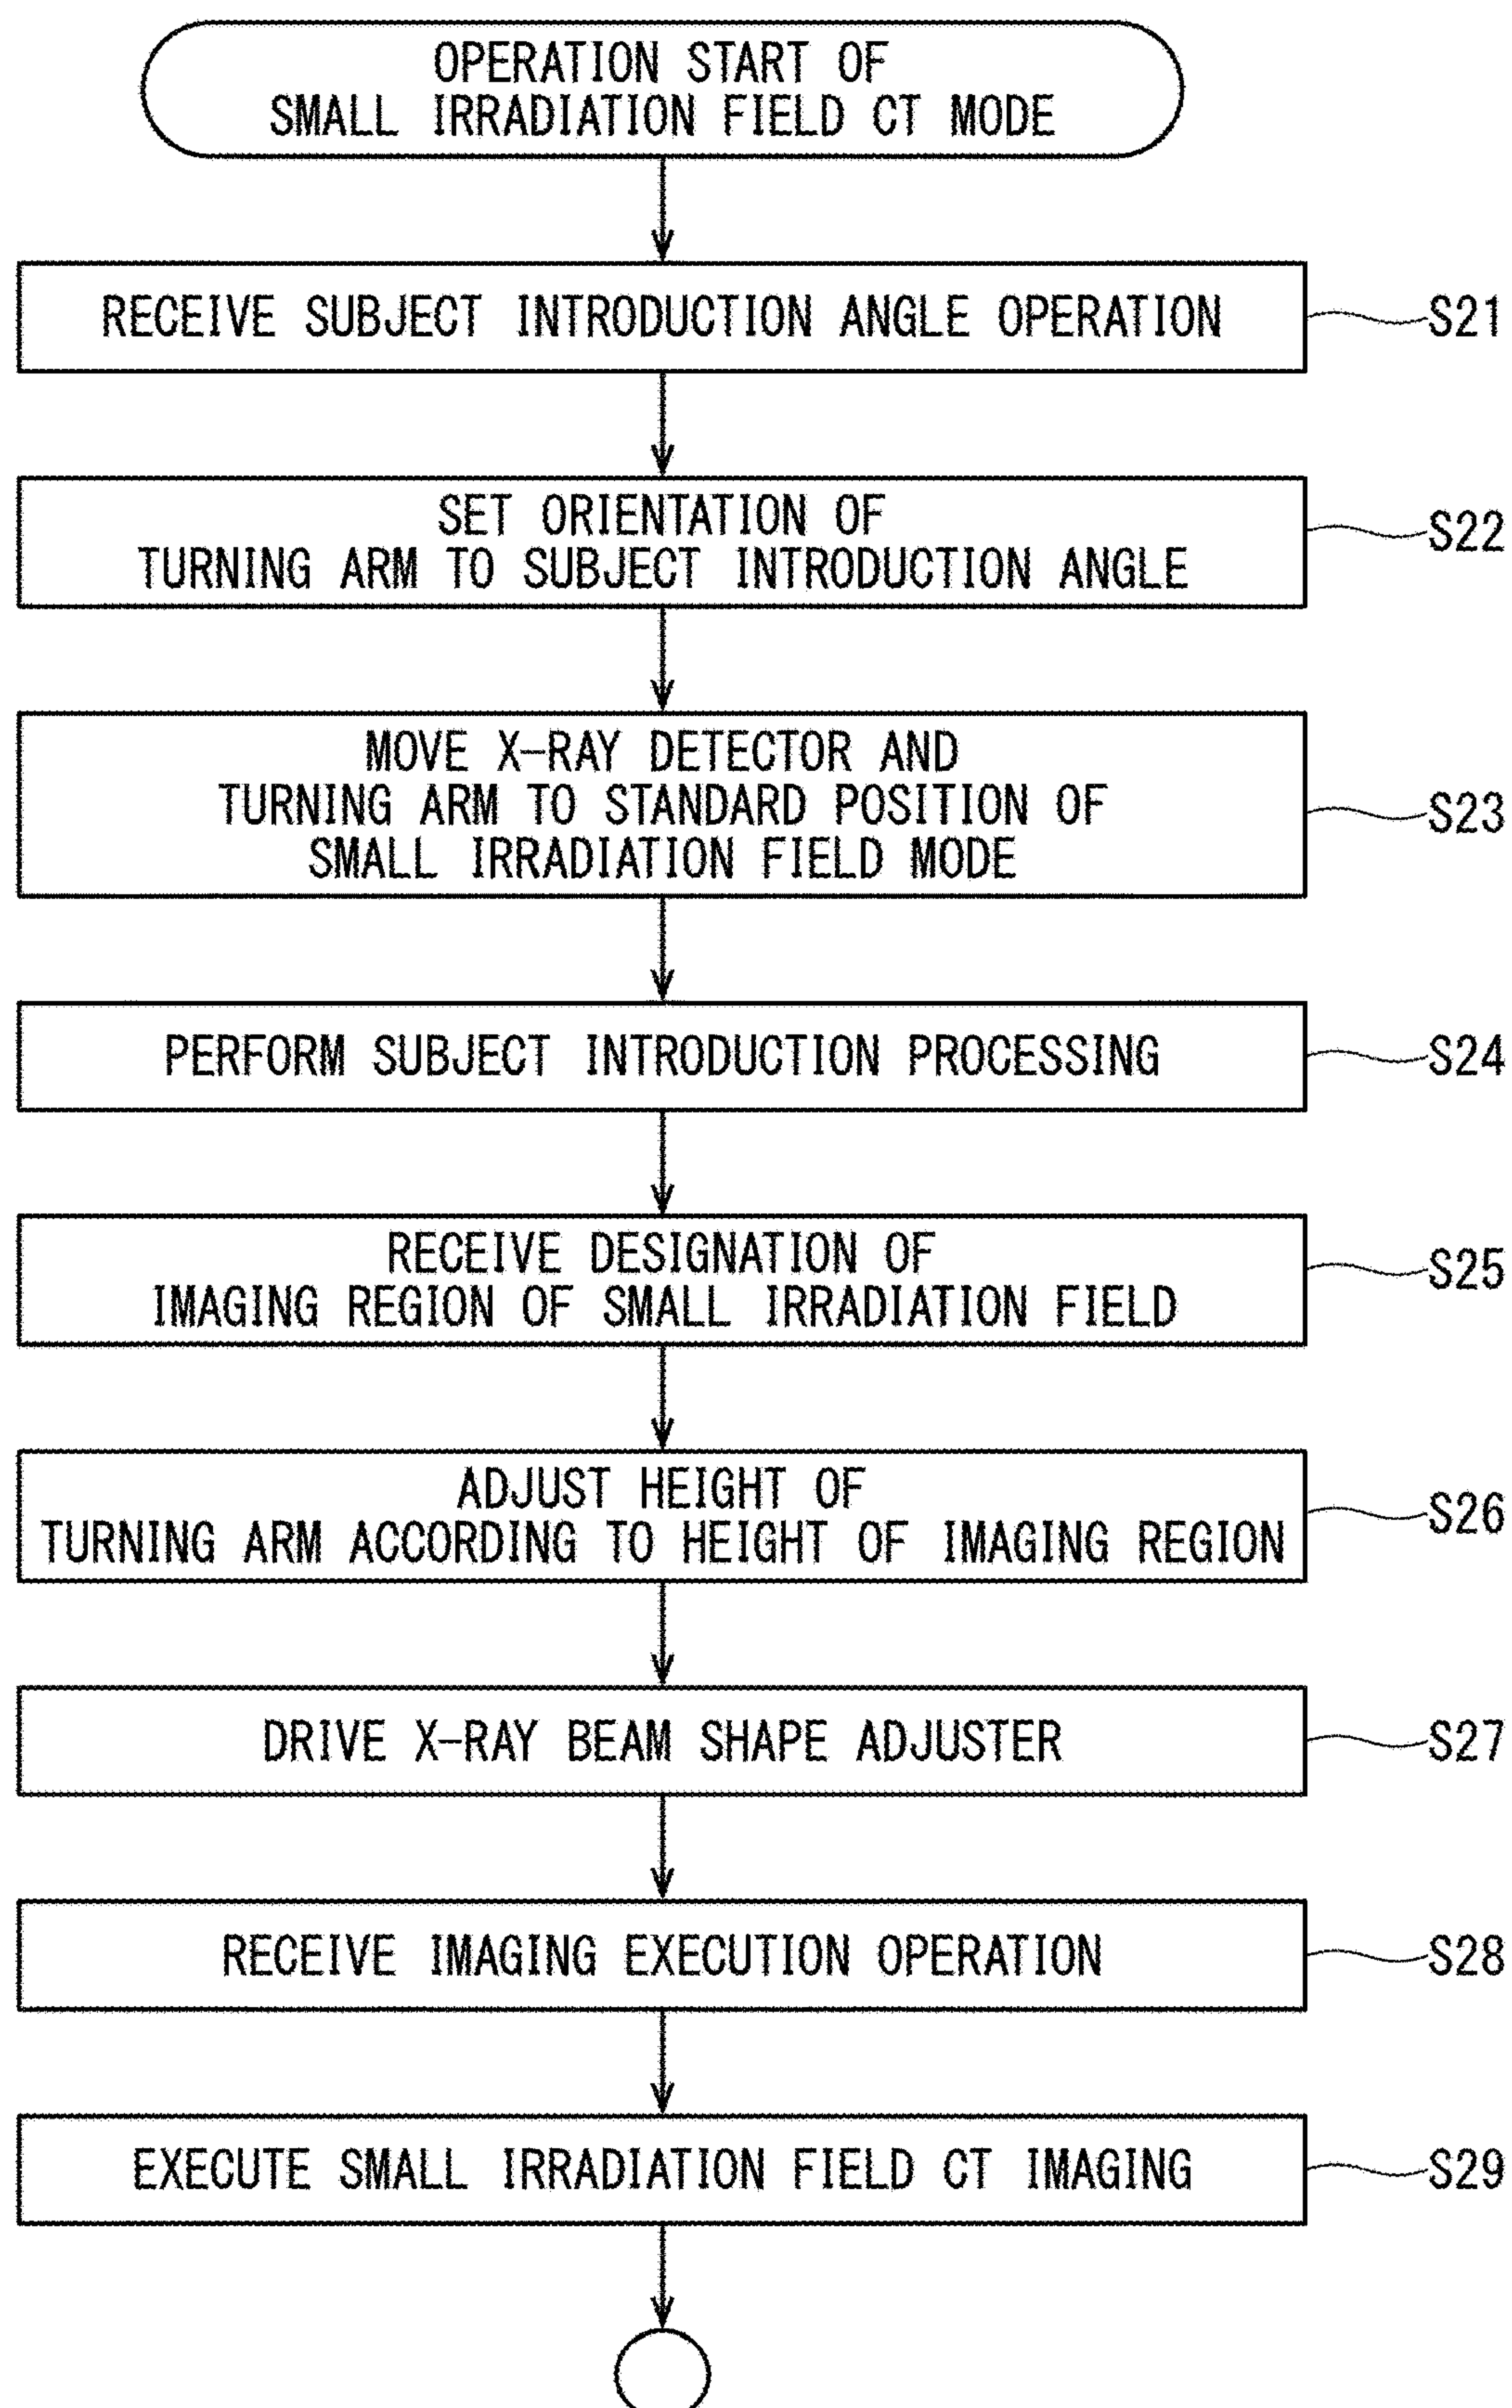 OPERATION START OF
SMALL IRRADIATION FIELD CT MODE
RECEIVE SUBJECT INTRODUCTION ANGLE OPERATION
S21
SET ORIENTATION OF
TURNING ARM TO SUBJECT INTRODUCTION ANGLE
S22
MOVE X-RAY DETECTOR AND
TURNING ARM TO STANDARD POSITION OF
SMALL IRRADIATION FIELD MODE
S23
PERFORM SUBJECT INTRODUCTION PROCESSING
S24
RECEIVE DESIGNATION OF
IMAGING REGION OF SMALL IRRADIATION FIELD
S25
ADJUST HEIGHT OF
TURNING ARM ACCORDING TO HEIGHT OF IMAGING REGION
S26
DRIVE X-RAY BEAM SHAPE ADJUSTER
S27
RECEIVE IMAGING EXECUTION OPERATION
S28
EXECUTE SMALL IRRADIATION FIELD CT IMAGING
S29